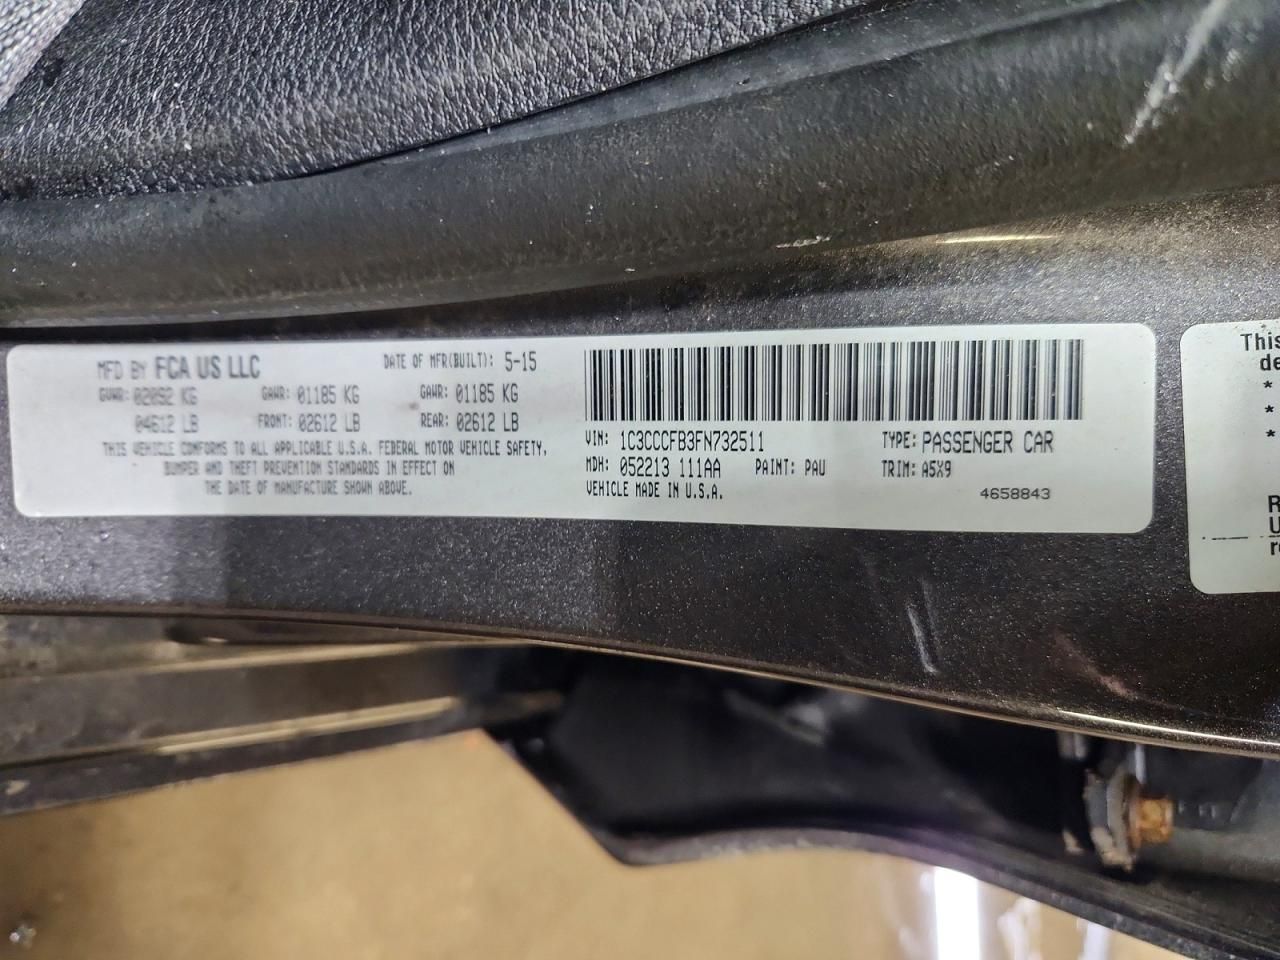 MFD BY FCA US LLC DATE OF MFR(BUILT): 5-15
GVWR: 02092 KG GAWR: 01185 KG GAWR: 01185 KG
04612 LB FRONT: 02612 LB REAR: 02612 LB
THIS VEHICLE CONFORMS TO ALL APPLICABLE U.S.A. FEDERAL MOTOR VEHICLE SAFETY,
BUMPER AND THEFT PREVENTION STANDARDS IN EFFECT ON
THE DATE OF MANUFACTURE SHOWN ABOVE.
VIN: 1C3CCCFB3FN732511 TYPE: PASSENGER CAR
MDH: 052213 111AA PAINT: PAU TRIM: A5X9
VEHICLE MADE IN U.S.A. 4658843
This
de
*
*
*
R
U
re